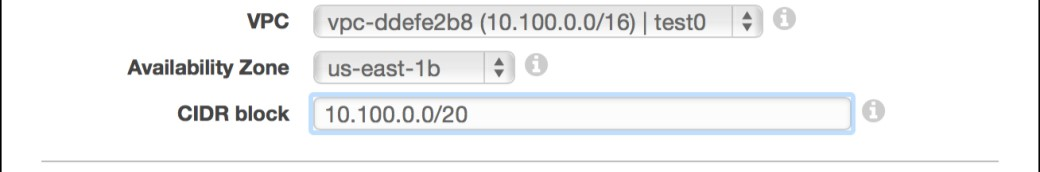 VPC vpc-ddefe2b8 (10.100.0.0/16) | test0
Availability Zone us-east-1b
CIDR block 10.100.0.0/20